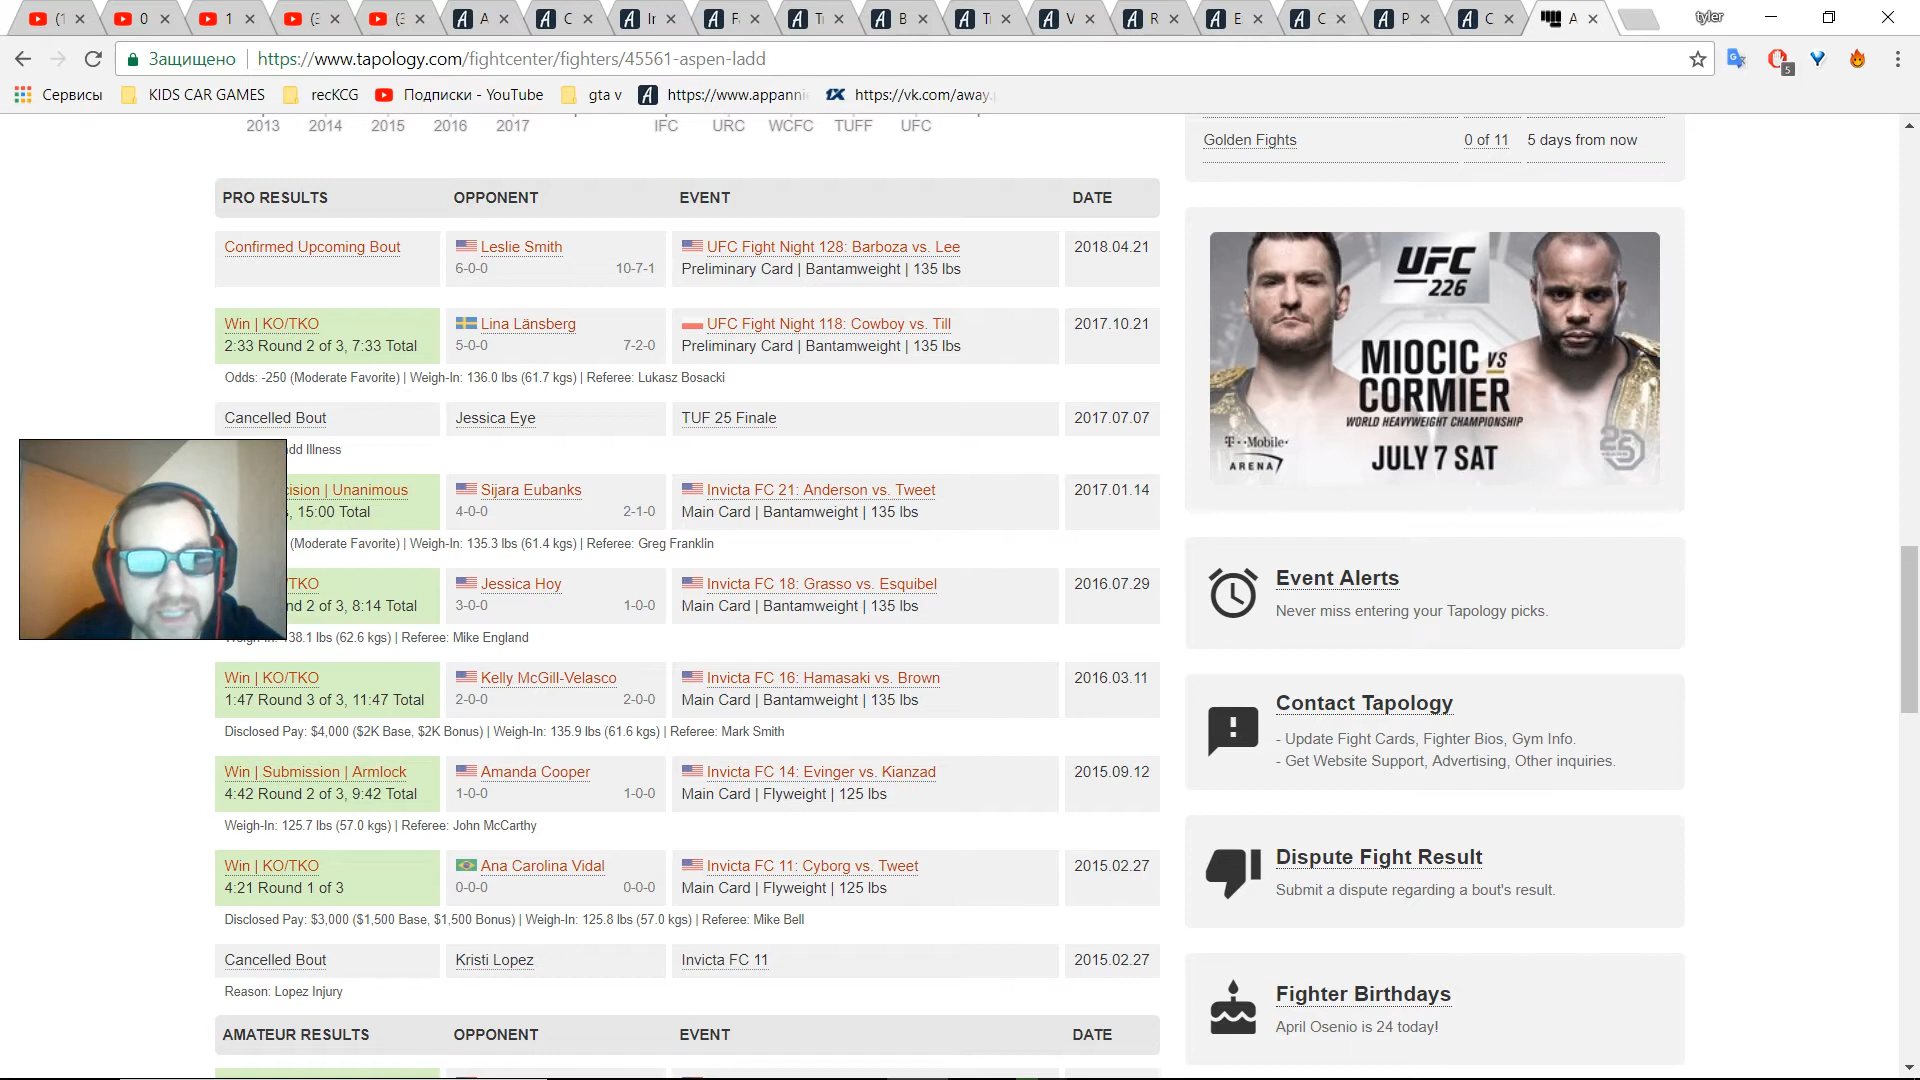 (1 0 1 (3 (3 A C Ir F Ti B Ti V R E C P C A tyler
Защищено https://www.tapology.com/fightcenter/fighters/45561-aspen-ladd 5
Сервисы KIDS CAR GAMES recKCG Подписки - YouTube gta v https://www.appanni https://vk.com/away.
2013 2014 2015 2016 2017 IFC URC WCFC TUFF UFC
Golden Fights 0 of 11 5 days from now
PRO RESULTS OPPONENT EVENT DATE
Confirmed Upcoming Bout Leslie Smith UFC Fight Night 128: Barboza vs. Lee 2018.04.21
6-0-0 10-7-1 Preliminary Card | Bantamweight | 135 lbs
Win | KO/TKO Lina Länsberg UFC Fight Night 118: Cowboy vs. Till 2017.10.21
2:33 Round 2 of 3, 7:33 Total 5-0-0 7-2-0 Preliminary Card | Bantamweight | 135 lbs
Odds: -250 (Moderate Favorite) | Weigh-In: 136.0 lbs (61.7 kgs) | Referee: Lukasz Bosacki
Cancelled Bout Jessica Eye TUF 25 Finale 2017.07.07
dd Illness
cision | Unanimous Sijara Eubanks Invicta FC 21: Anderson vs. Tweet 2017.01.14
, 15:00 Total 4-0-0 2-1-0 Main Card | Bantamweight | 135 lbs
(Moderate Favorite) | Weigh-In: 135.3 lbs (61.4 kgs) | Referee: Greg Franklin
/TKO Jessica Hoy Invicta FC 18: Grasso vs. Esquibel 2016.07.29
nd 2 of 3, 8:14 Total 3-0-0 1-0-0 Main Card | Bantamweight | 135 lbs
Weigh-In: 138.1 lbs (62.6 kgs) | Referee: Mike England
Win | KO/TKO Kelly McGill-Velasco Invicta FC 16: Hamasaki vs. Brown 2016.03.11
1:47 Round 3 of 3, 11:47 Total 2-0-0 2-0-0 Main Card | Bantamweight | 135 lbs
Disclosed Pay: $4,000 ($2K Base, $2K Bonus) | Weigh-In: 135.9 lbs (61.6 kgs) | Referee: Mark Smith
Win | Submission | Armlock Amanda Cooper Invicta FC 14: Evinger vs. Kianzad 2015.09.12
4:42 Round 2 of 3, 9:42 Total 1-0-0 1-0-0 Main Card | Flyweight | 125 lbs
Weigh-In: 125.7 lbs (57.0 kgs) | Referee: John McCarthy
Win | KO/TKO Ana Carolina Vidal Invicta FC 11: Cyborg vs. Tweet 2015.02.27
4:21 Round 1 of 3 0-0-0 0-0-0 Main Card | Flyweight | 125 lbs
Disclosed Pay: $3,000 ($1,500 Base, $1,500 Bonus) | Weigh-In: 125.8 lbs (57.0 kgs) | Referee: Mike Bell
Cancelled Bout Kristi Lopez Invicta FC 11 2015.02.27
Reason: Lopez Injury
AMATEUR RESULTS OPPONENT EVENT DATE
UFC
226
MIOCIC VS
CORMIER
WORLD HEAVYWEIGHT CHAMPIONSHIP
T··Mobile·
ARENA
JULY 7 SAT
25
Event Alerts
Never miss entering your Tapology picks.
Contact Tapology
- Update Fight Cards, Fighter Bios, Gym Info.
- Get Website Support, Advertising, Other inquiries.
Dispute Fight Result
Submit a dispute regarding a bout's result.
Fighter Birthdays
April Osenio is 24 today!